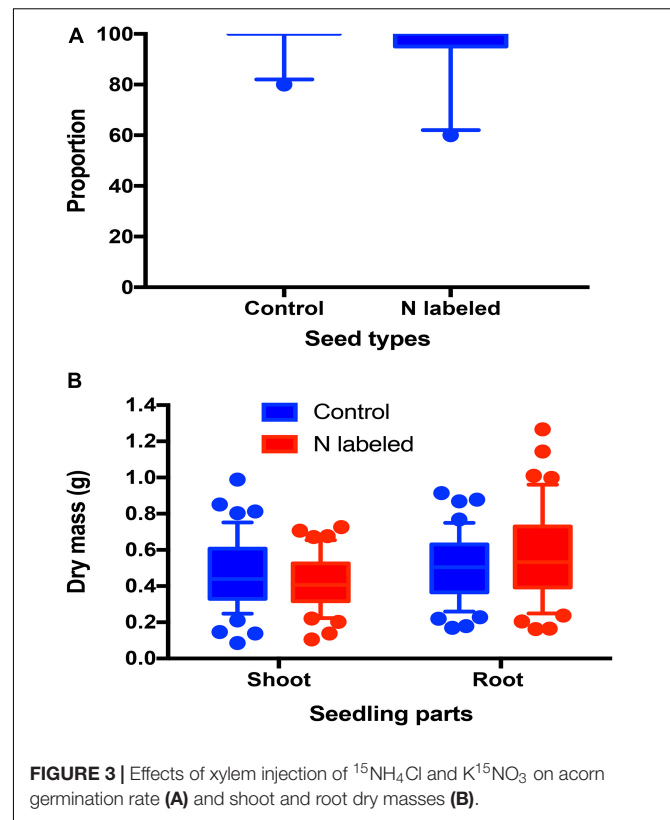 A
100
80
60
40
20
0
Proportion
Control N labeled
Seed types
B
1.4
1.2
1.0
0.8
0.6
0.4
0.2
0.0
Dry mass (g)
Control
N labeled
Shoot Root
Seedling parts
FIGURE 3 | Effects of xylem injection of ¹⁵NH₄Cl and K¹⁵NO₃ on acorn
germination rate (A) and shoot and root dry masses (B).